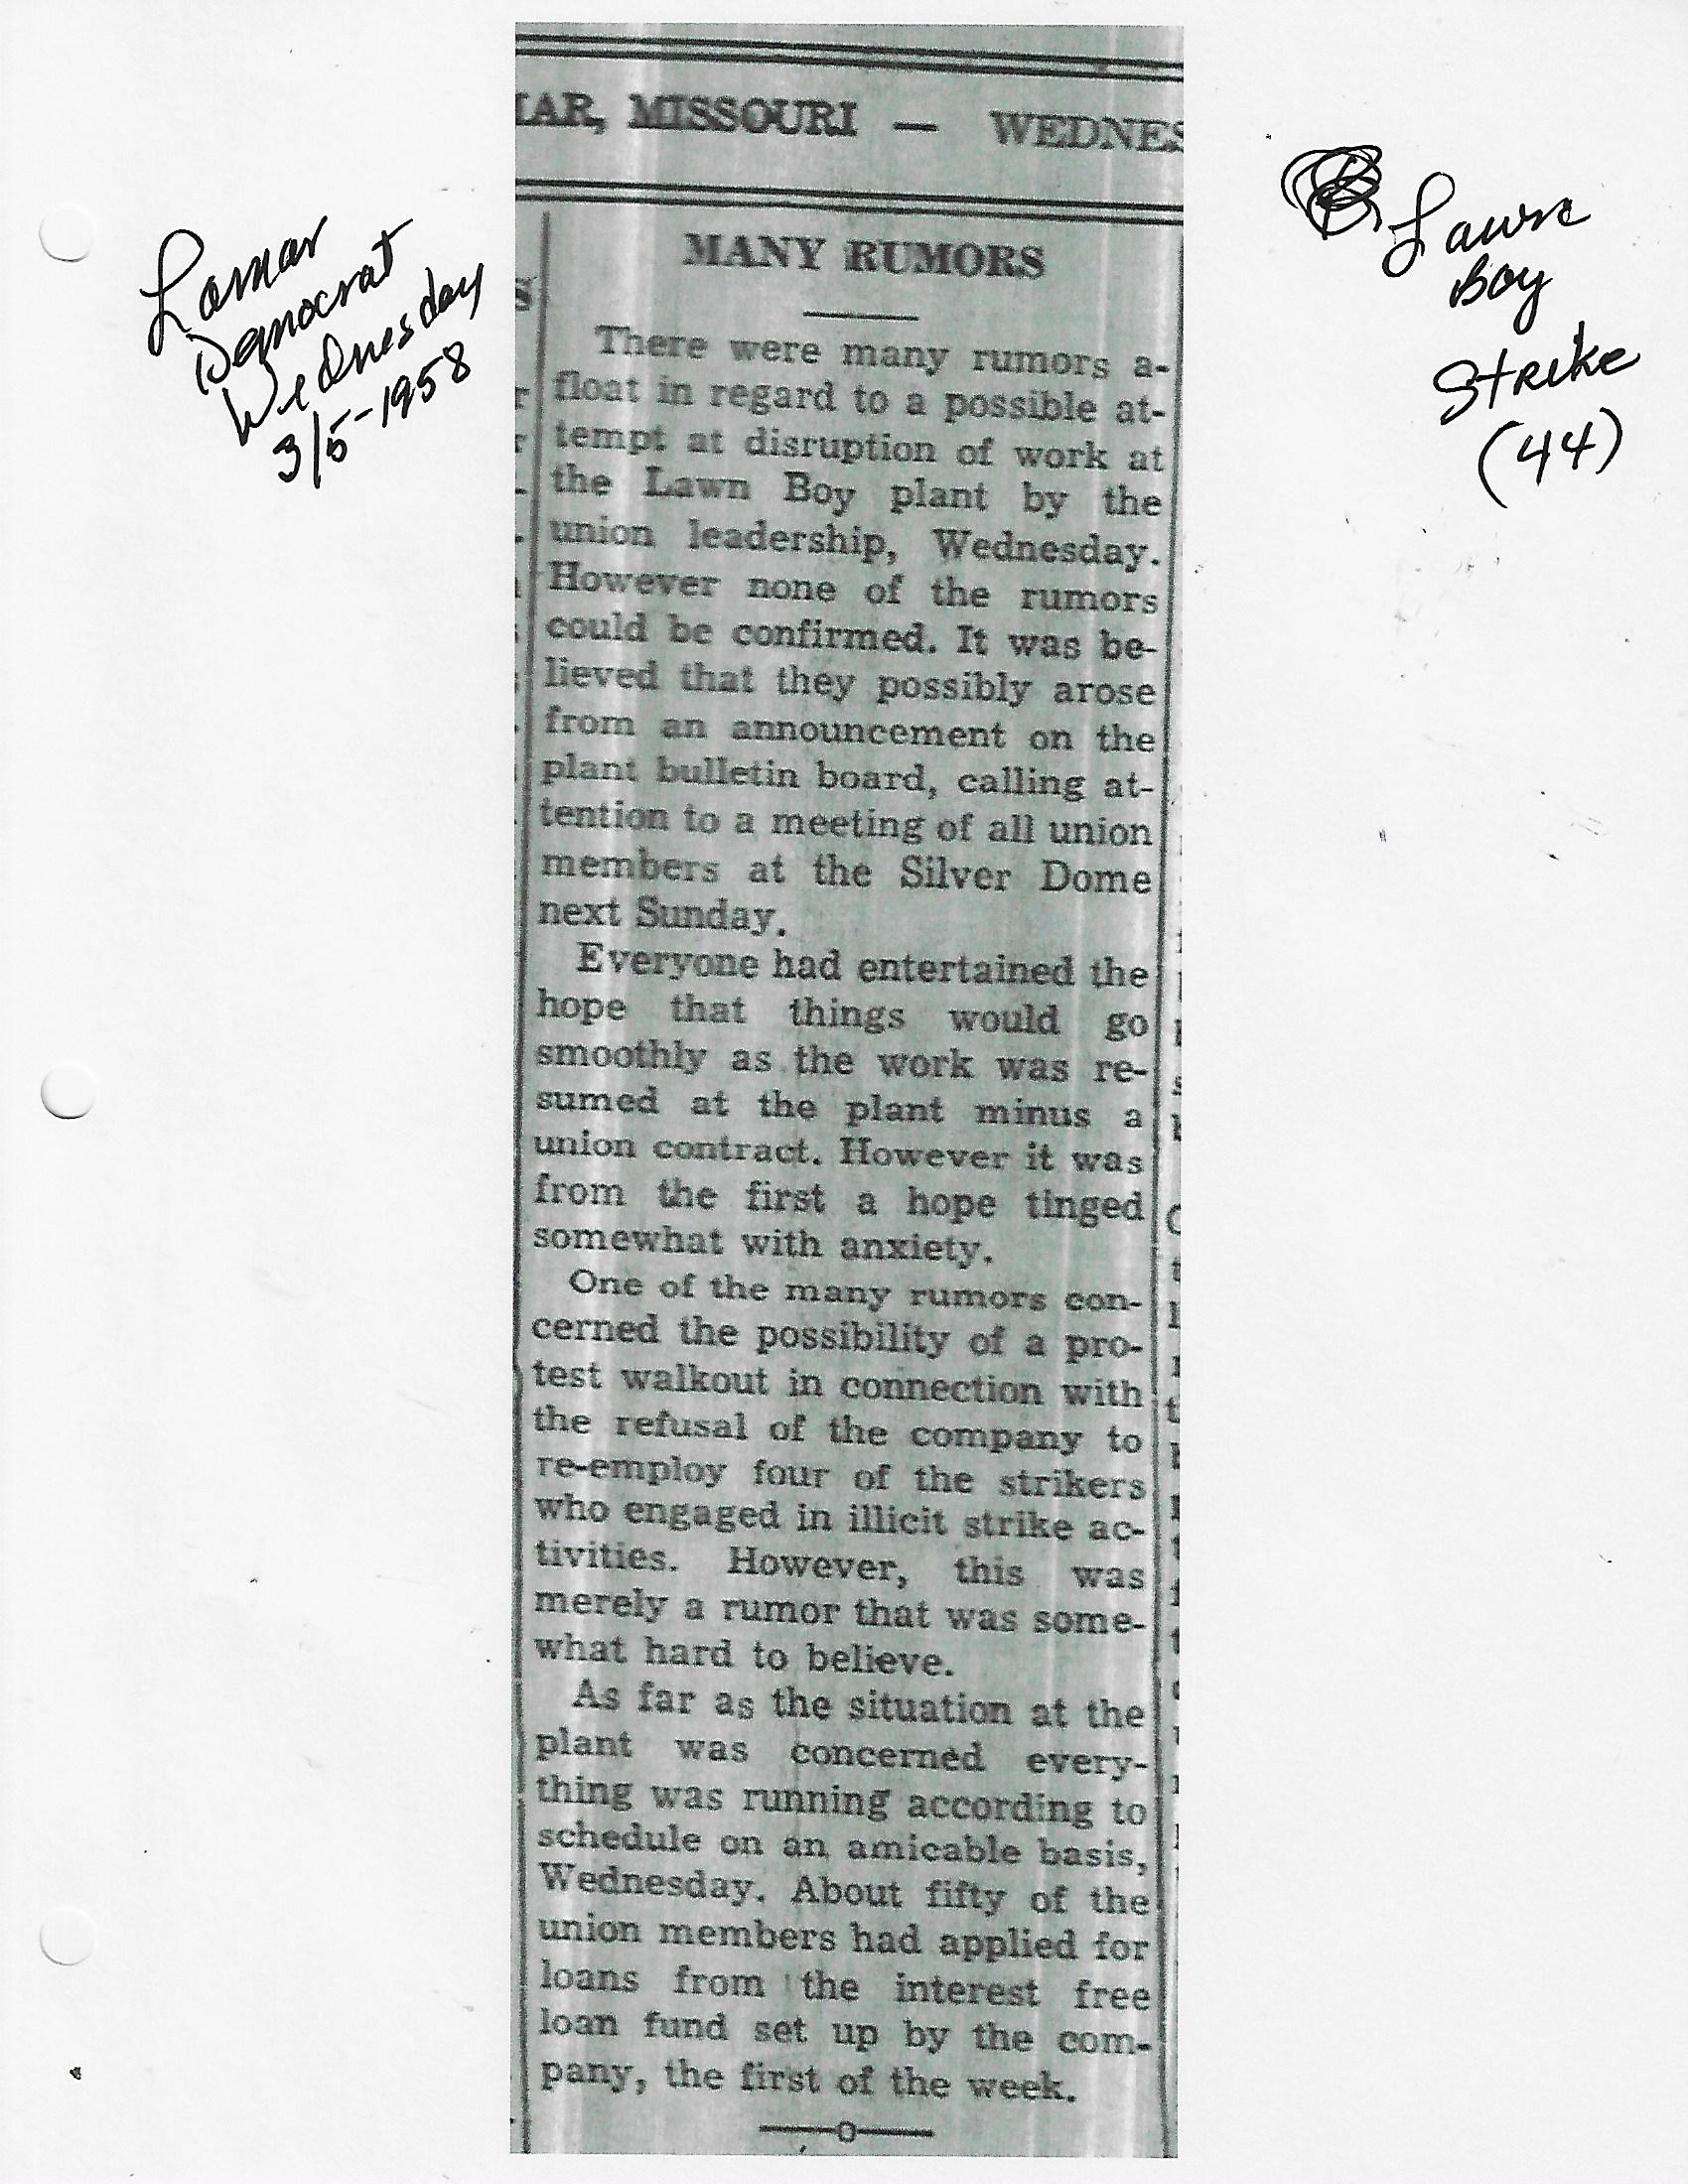 LAR, MISSOURI — WEDNES
Lamar
Democrat
Wednesday
3/5-1958
Lawn
Boy
Strike
(44)
MANY RUMORS
There were many rumors a-
float in regard to a possible at-
tempt at disruption of work at
the Lawn Boy plant by the
union leadership, Wednesday.
However none of the rumors
could be confirmed. It was be-
lieved that they possibly arose
from an announcement on the
plant bulletin board, calling at-
tention to a meeting of all union
members at the Silver Dome
next Sunday.
Everyone had entertained the
hope that things would go
smoothly as the work was re-
sumed at the plant minus a
union contract. However it was
from the first a hope tinged
somewhat with anxiety.
One of the many rumors con-
cerned the possibility of a pro-
test walkout in connection with
the refusal of the company to
re-employ four of the strikers
who engaged in illicit strike ac-
tivities. However, this was
merely a rumor that was some-
what hard to believe.
As far as the situation at the
plant was concerned every-
thing was running according to
schedule on an amicable basis,
Wednesday. About fifty of the
union members had applied for
loans from the interest free
loan fund set up by the com-
pany, the first of the week.